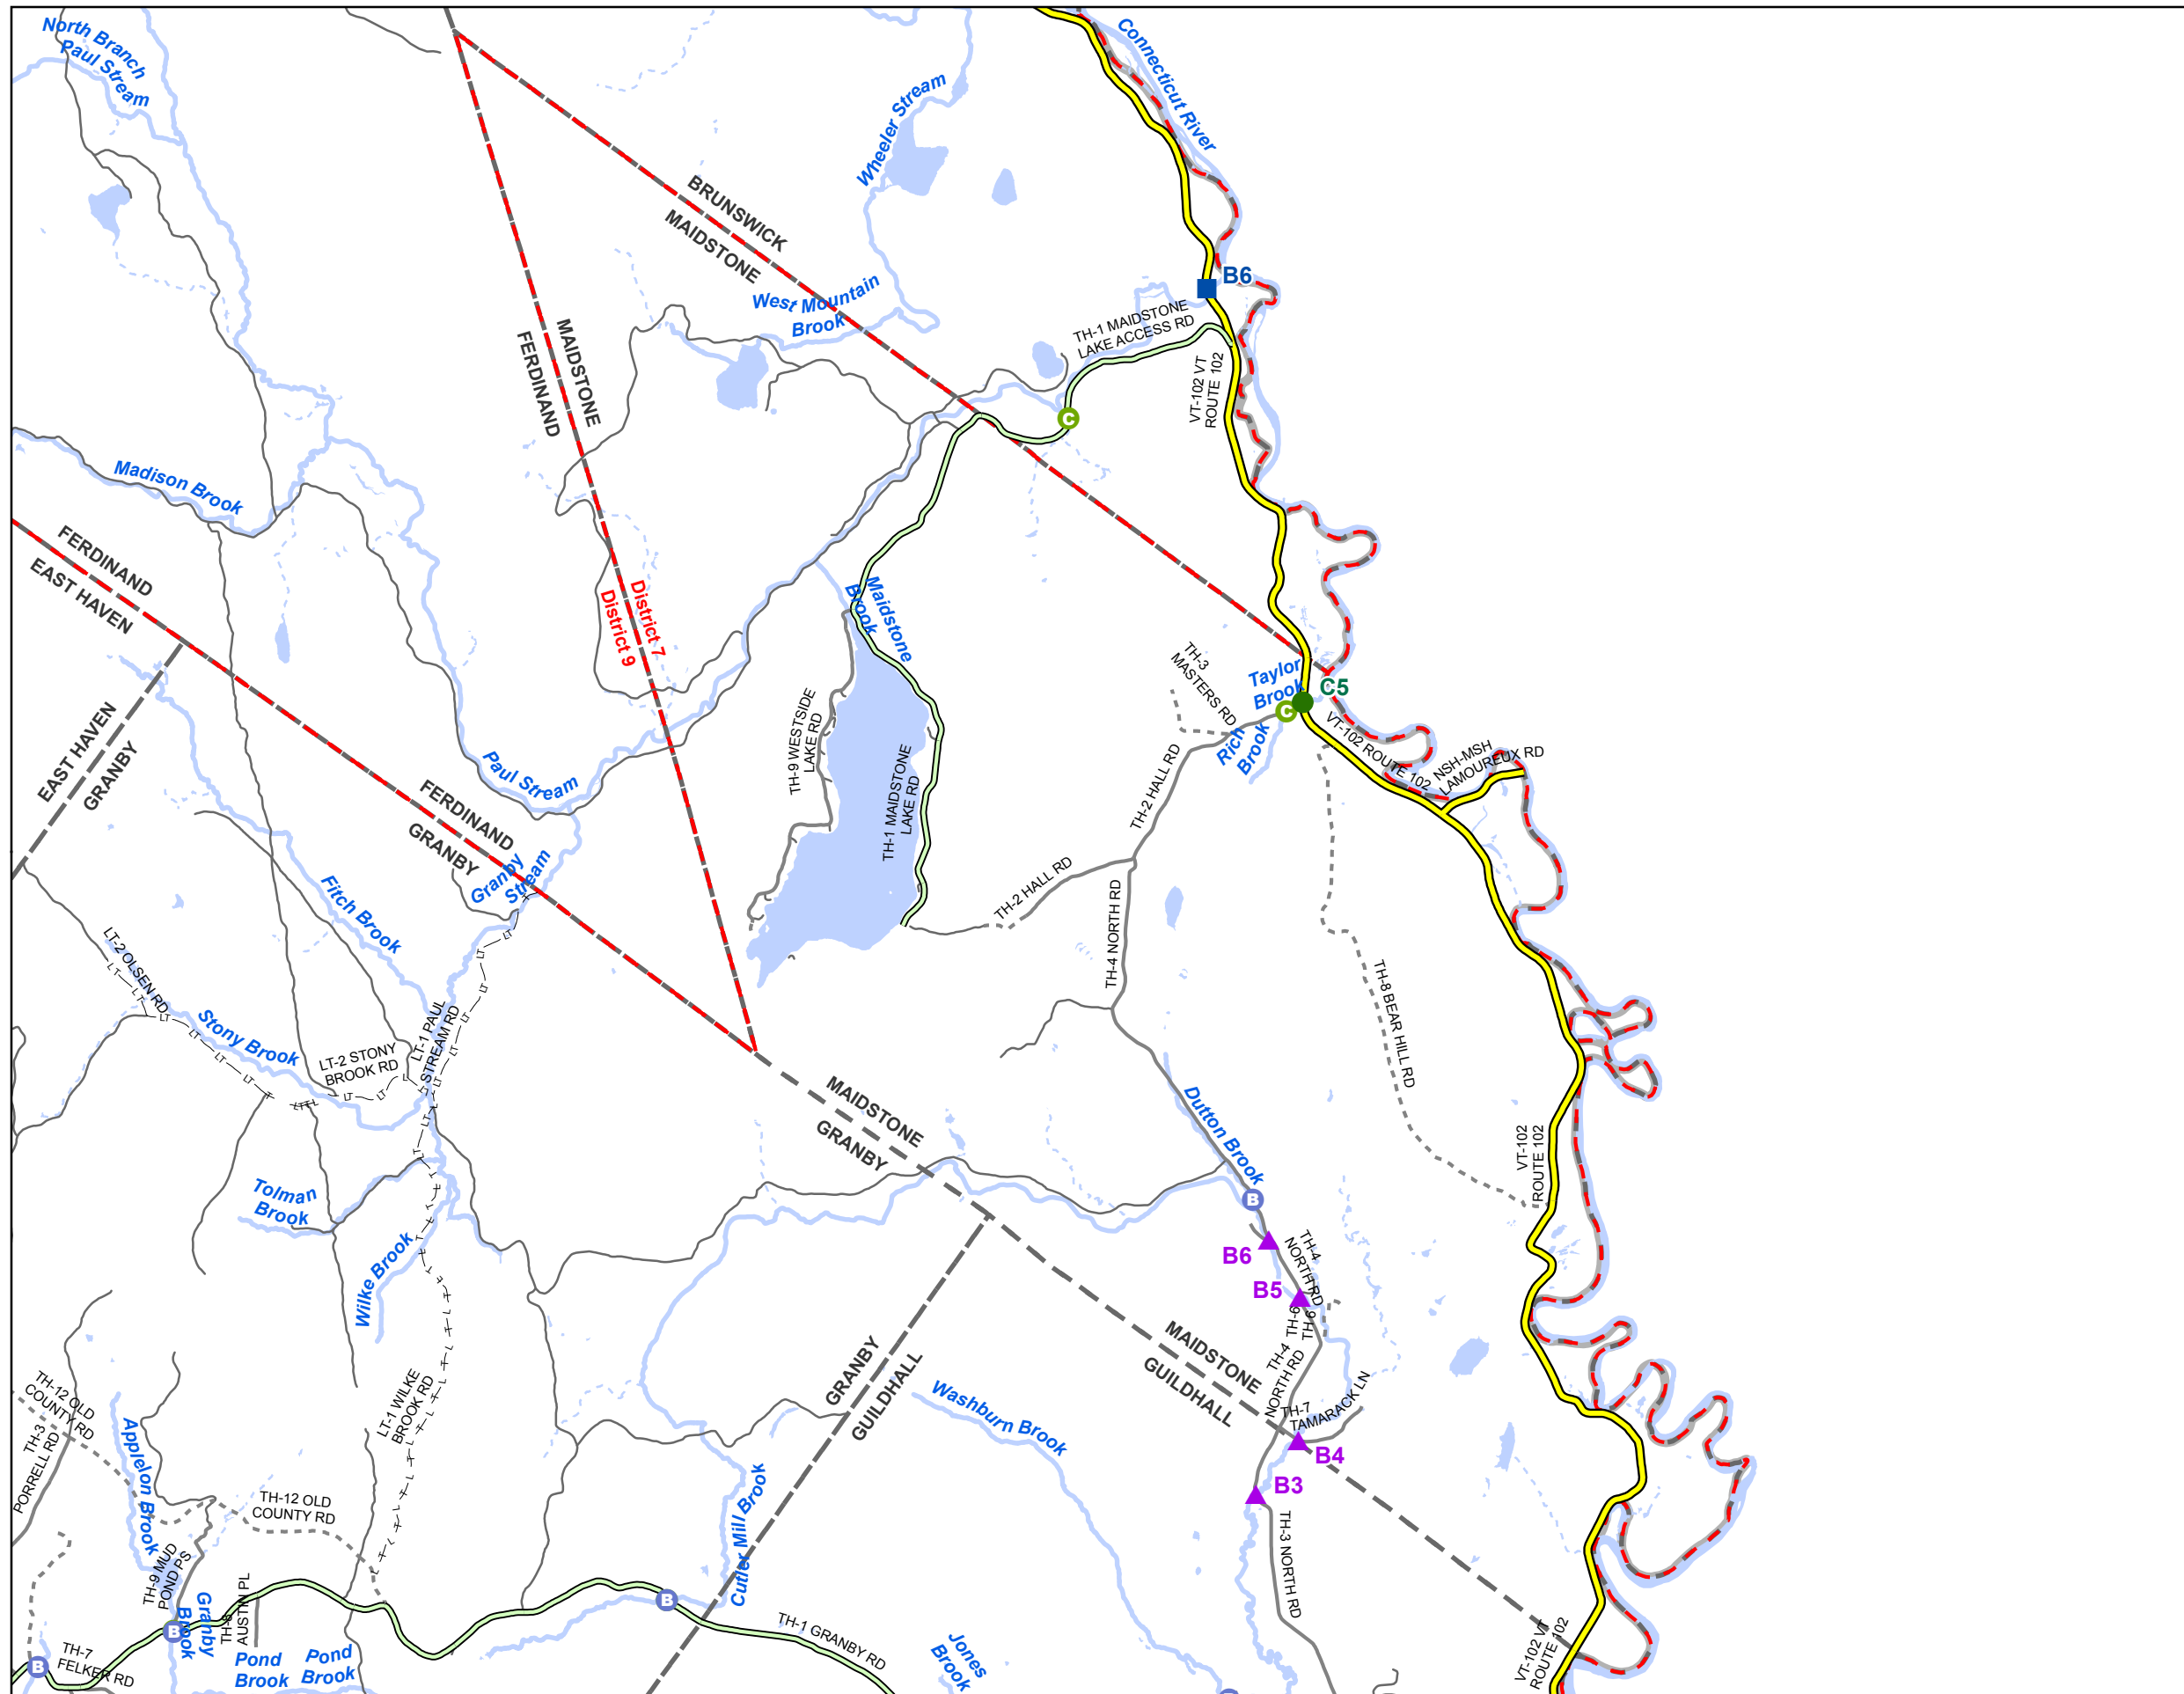 North Branch
Paul Stream
Connecticut River
Wheeler Stream
BRUNSWICK
MAIDSTONE
West Mountain
Brook
B6
TH-1 MAIDSTONE
LAKE ACCESS RD
VT-102 VT
ROUTE 102
MAIDSTONE
FERDINAND
C
Madison Brook
FERDINAND
EAST HAVEN
District 7
District 9
Maidstone
Brook
EAST HAVEN
GRANBY
TH-3
MASTERS RD
Taylor
Brook
C5
C
Rich
Brook
VT-102 ROUTE 102
NSH-MSH
LAMOUREUX RD
TH-9 WESTSIDE
LAKE RD
TH-1 MAIDSTONE
LAKE RD
TH-2 HALL RD
Paul Stream
FERDINAND
GRANBY
Granby
Stream
TH-2 HALL RD
TH-4 NORTH RD
Fitch Brook
LT-2 OLSEN RD
Stony Brook
LT-2 STONY
BROOK RD
LT-1 PAUL
STREAM RD
TH-8 BEAR HILL RD
MAIDSTONE
GRANBY
Dutton Brook
VT-102
ROUTE 102
Tolman
Brook
Wilke Brook
B
B6
B5
TH-4
NORTH RD
TH-6
TH-6
TH-4
NORTH RD
MAIDSTONE
GUILDHALL
GRANBY
GUILDHALL
TH-7
TAMARACK LN
B4
B3
Washburn Brook
TH-12 OLD
COUNTY RD
TH-3
PORRELL RD
Appleton Brook
LT-1 WILKE
BROOK RD
TH-12 OLD
COUNTY RD
Cutler Mill Brook
TH-3 NORTH RD
TH-9 MUD
POND PS
Granby
Brook
TH-8
AUSTIN PL
B
B
B
TH-7
FELKER RD
Pond
Brook
Pond
Brook
TH-1 GRANBY RD
Jones
Brook
VT-102 VT
ROUTE 102